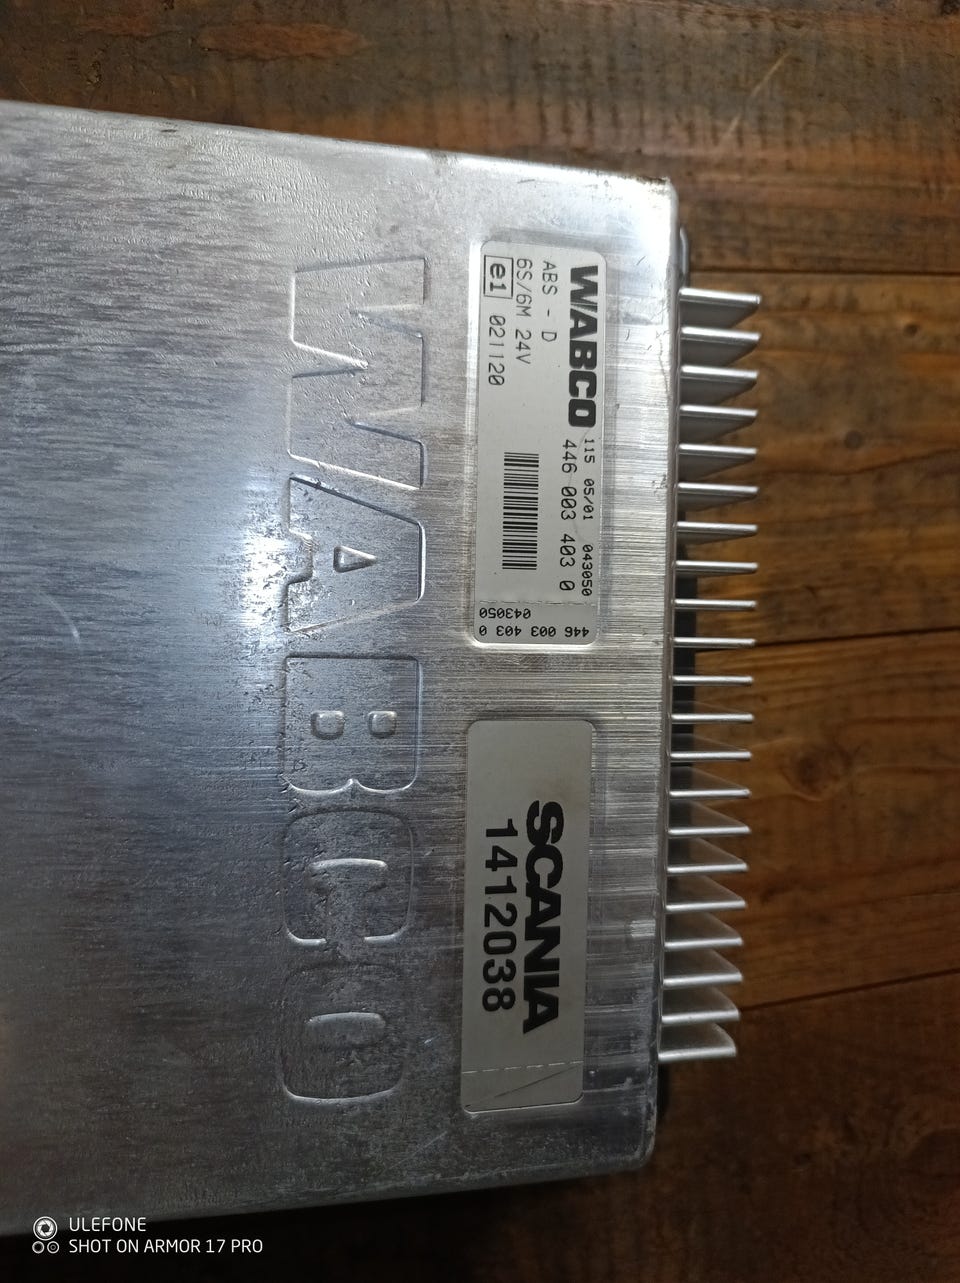 WABCO
115 05/01 043050
446 003 403 0
ABS - D
6S/6M 24V
e1 021120
446 003 403 0
043050
SCANIA
1412038
WABCO
ULEFONE
SHOT ON ARMOR 17 PRO